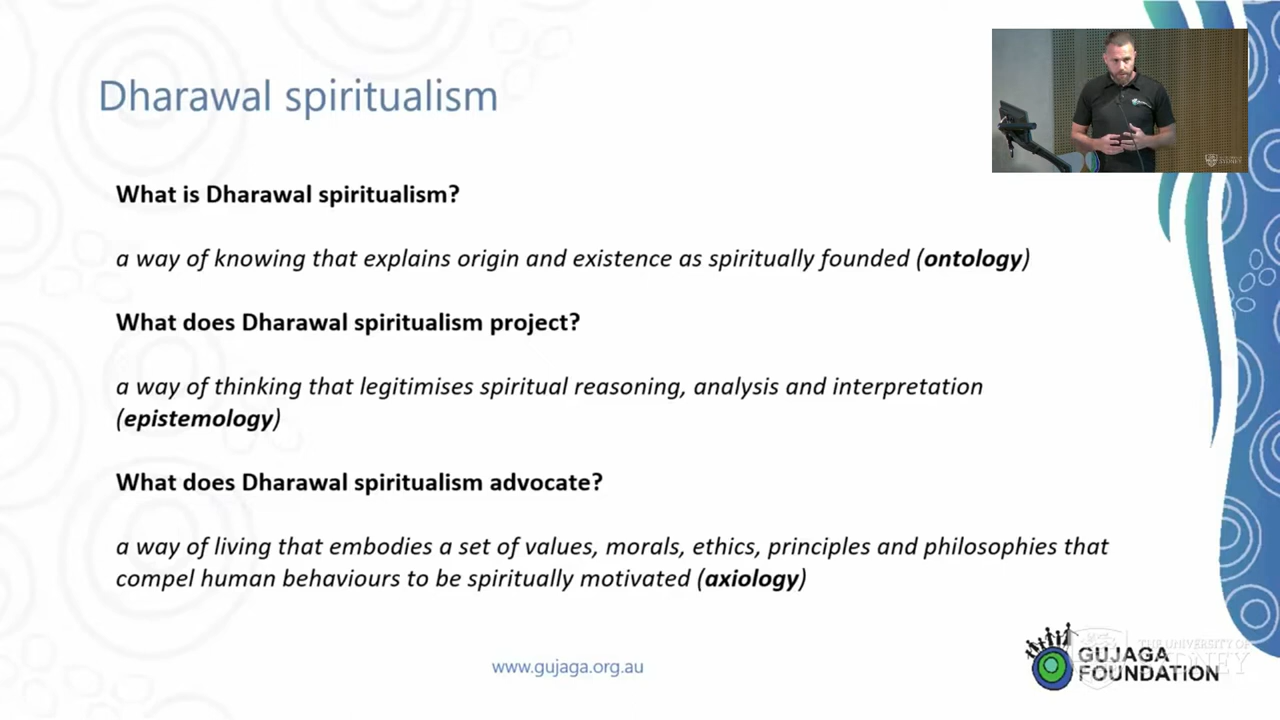 Dharawal spiritualism
What is Dharawal spiritualism?
a way of knowing that explains origin and existence as spiritually founded (ontology)
What does Dharawal spiritualism project?
a way of thinking that legitimises spiritual reasoning, analysis and interpretation
(epistemology)
What does Dharawal spiritualism advocate?
a way of living that embodies a set of values, morals, ethics, principles and philosophies that
compel human behaviours to be spiritually motivated (axiology)
www.gujaga.org.au
GUJAGA
FOUNDATION
THE UNIVERSITY OF
SYDNEY